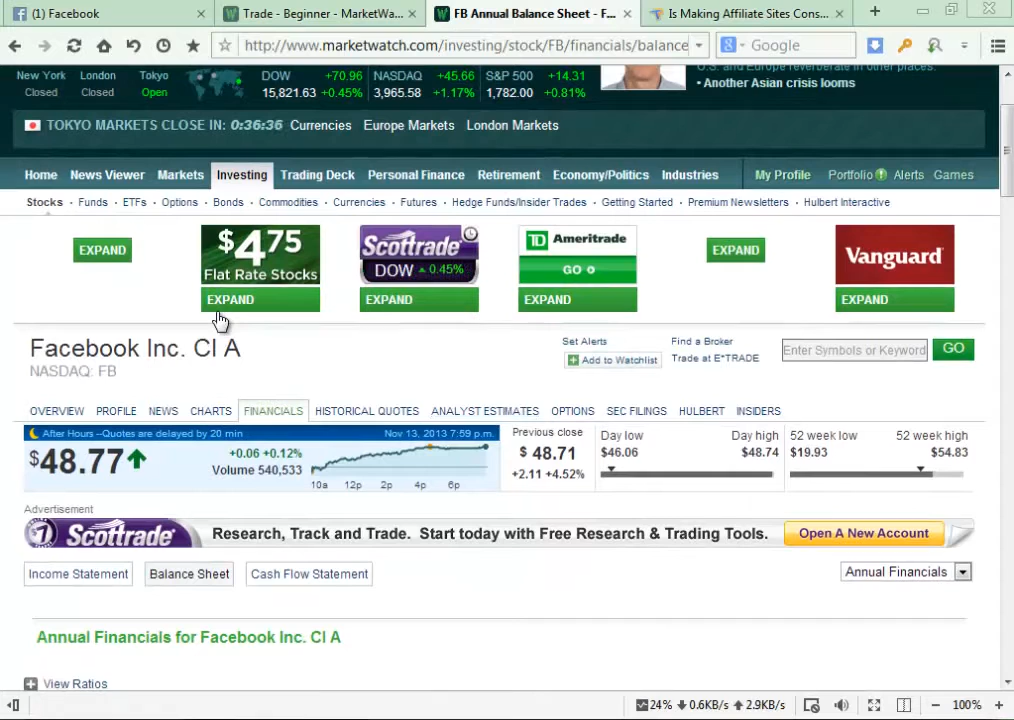 (1) Facebook
Trade - Beginner - MarketWa...
FB Annual Balance Sheet - F...
Is Making Affiliate Sites Cons...
http://www.marketwatch.com/investing/stock/FB/financials/balance
Google
New York London Tokyo
Closed Closed Open
DOW +70.96 NASDAQ +45.66 S&P 500 +14.31
15,821.63 +0.45% 3,965.58 +1.17% 1,782.00 +0.81%
U.S. and Europe reverberate in other places.
• Another Asian crisis looms
TOKYO MARKETS CLOSE IN: 0:36:36 Currencies Europe Markets London Markets
Home News Viewer Markets Investing Trading Deck Personal Finance Retirement Economy/Politics Industries My Profile Portfolio Alerts Games
Stocks · Funds · ETFs · Options · Bonds · Commodities · Currencies · Futures · Hedge Funds/Insider Trades · Getting Started · Premium Newsletters · Hulbert Interactive
EXPAND
$4.75
Flat Rate Stocks
EXPAND
Scottrade
DOW 0.45%
EXPAND
TD Ameritrade
GO
EXPAND
EXPAND
Vanguard
EXPAND
Facebook Inc. Cl A
NASDAQ: FB
Set Alerts
Add to Watchlist
Find a Broker
Trade at E*TRADE
Enter Symbols or Keyword
GO
OVERVIEW PROFILE NEWS CHARTS FINANCIALS HISTORICAL QUOTES ANALYST ESTIMATES OPTIONS SEC FILINGS HULBERT INSIDERS
After Hours --Quotes are delayed by 20 min Nov 13, 2013 7:59 p.m.
$48.77
+0.06 +0.12%
Volume 540,533
10a 12p 2p 4p 6p
Previous close
$ 48.71
+2.11 +4.52%
Day low Day high
$46.06 $48.74
52 week low 52 week high
$19.93 $54.83
Advertisement
Scottrade Research, Track and Trade. Start today with Free Research & Trading Tools. Open A New Account
Income Statement Balance Sheet Cash Flow Statement Annual Financials
Annual Financials for Facebook Inc. Cl A
View Ratios
24% 0.6KB/s 2.9KB/s 100%